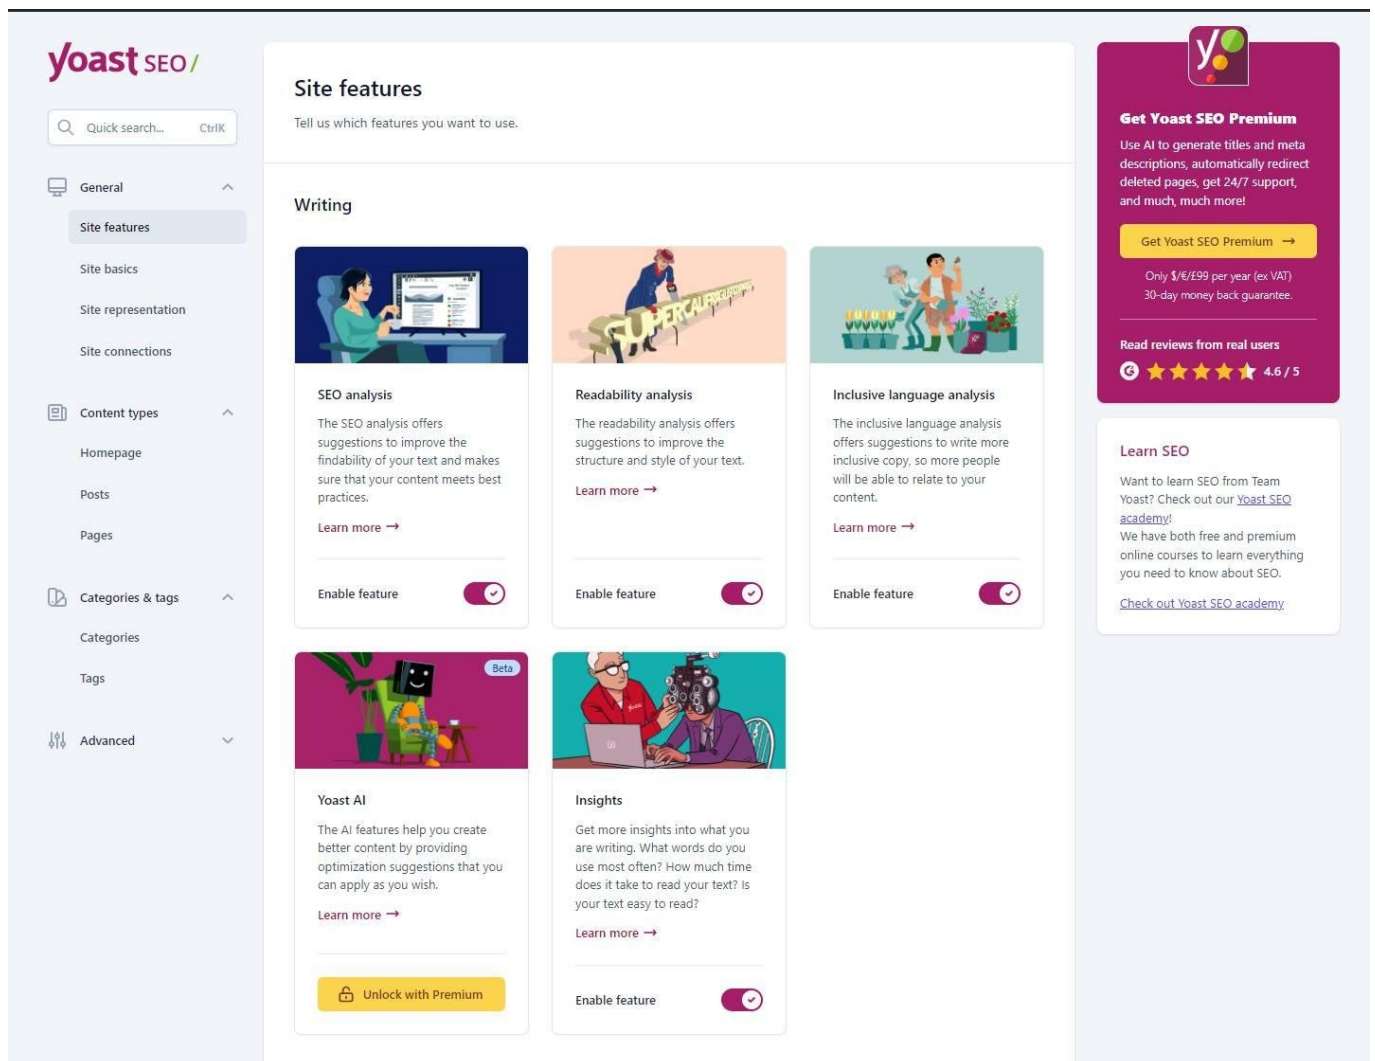 yoast SEO/
Quick search... CtrlK
General
Site features
Site basics
Site representation
Site connections
Content types
Homepage
Posts
Pages
Categories & tags
Categories
Tags
Advanced
Site features
Tell us which features you want to use.
Writing
SEO analysis
The SEO analysis offers
suggestions to improve the
findability of your text and makes
sure that your content meets best
practices.
Learn more →
Enable feature
SUPERCALIFRAGILISTICEXPI
Readability analysis
The readability analysis offers
suggestions to improve the
structure and style of your text.
Learn more →
Enable feature
Inclusive language analysis
The inclusive language analysis
offers suggestions to write more
inclusive copy, so more people
will be able to relate to your
content.
Learn more →
Enable feature
Beta
Yoast AI
The AI features help you create
better content by providing
optimization suggestions that you
can apply as you wish.
Learn more →
Unlock with Premium
Insights
Get more insights into what you
are writing. What words do you
use most often? How much time
does it take to read your text? Is
your text easy to read?
Learn more →
Enable feature
y
Get Yoast SEO Premium
Use AI to generate titles and meta
descriptions, automatically redirect
deleted pages, get 24/7 support,
and much, much more!
Get Yoast SEO Premium →
Only $/€/£99 per year (ex VAT)
30-day money back guarantee.
Read reviews from real users
4.6 / 5
Learn SEO
Want to learn SEO from Team
Yoast? Check out our Yoast SEO
academy!
We have both free and premium
online courses to learn everything
you need to know about SEO.
Check out Yoast SEO academy